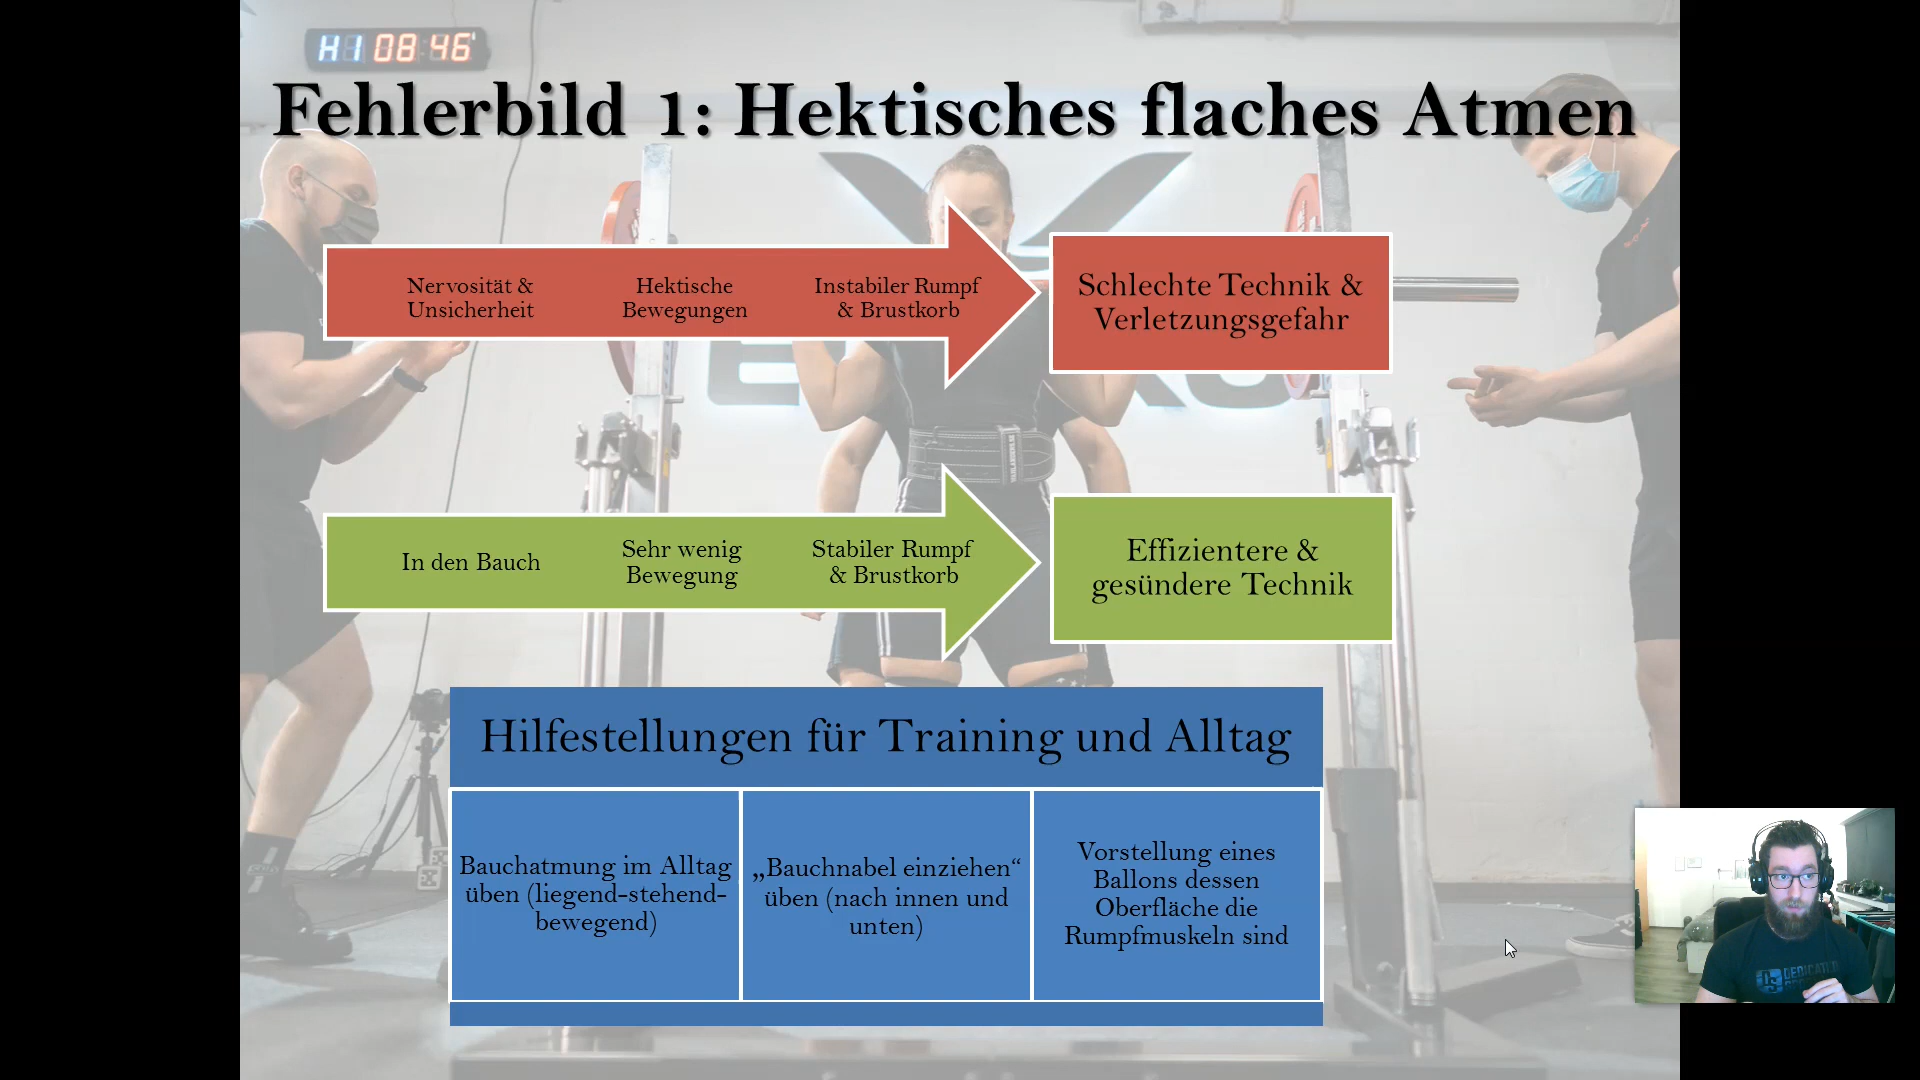 H1 08 46
Fehlerbild 1: Hektisches flaches Atmen
Nervosität &
Unsicherheit
Hektische
Bewegungen
Instabiler Rumpf
& Brustkorb
Schlechte Technik &
Verletzungsgefahr
In den Bauch
Sehr wenig
Bewegung
Stabiler Rumpf
& Brustkorb
Effizientere &
gesündere Technik
Hilfestellungen für Training und Alltag
Bauchatmung im Alltag
üben (liegend-stehend-
bewegend)
„Bauchnabel einziehen“
üben (nach innen und
unten)
Vorstellung eines
Ballons dessen
Oberfläche die
Rumpfmuskeln sind